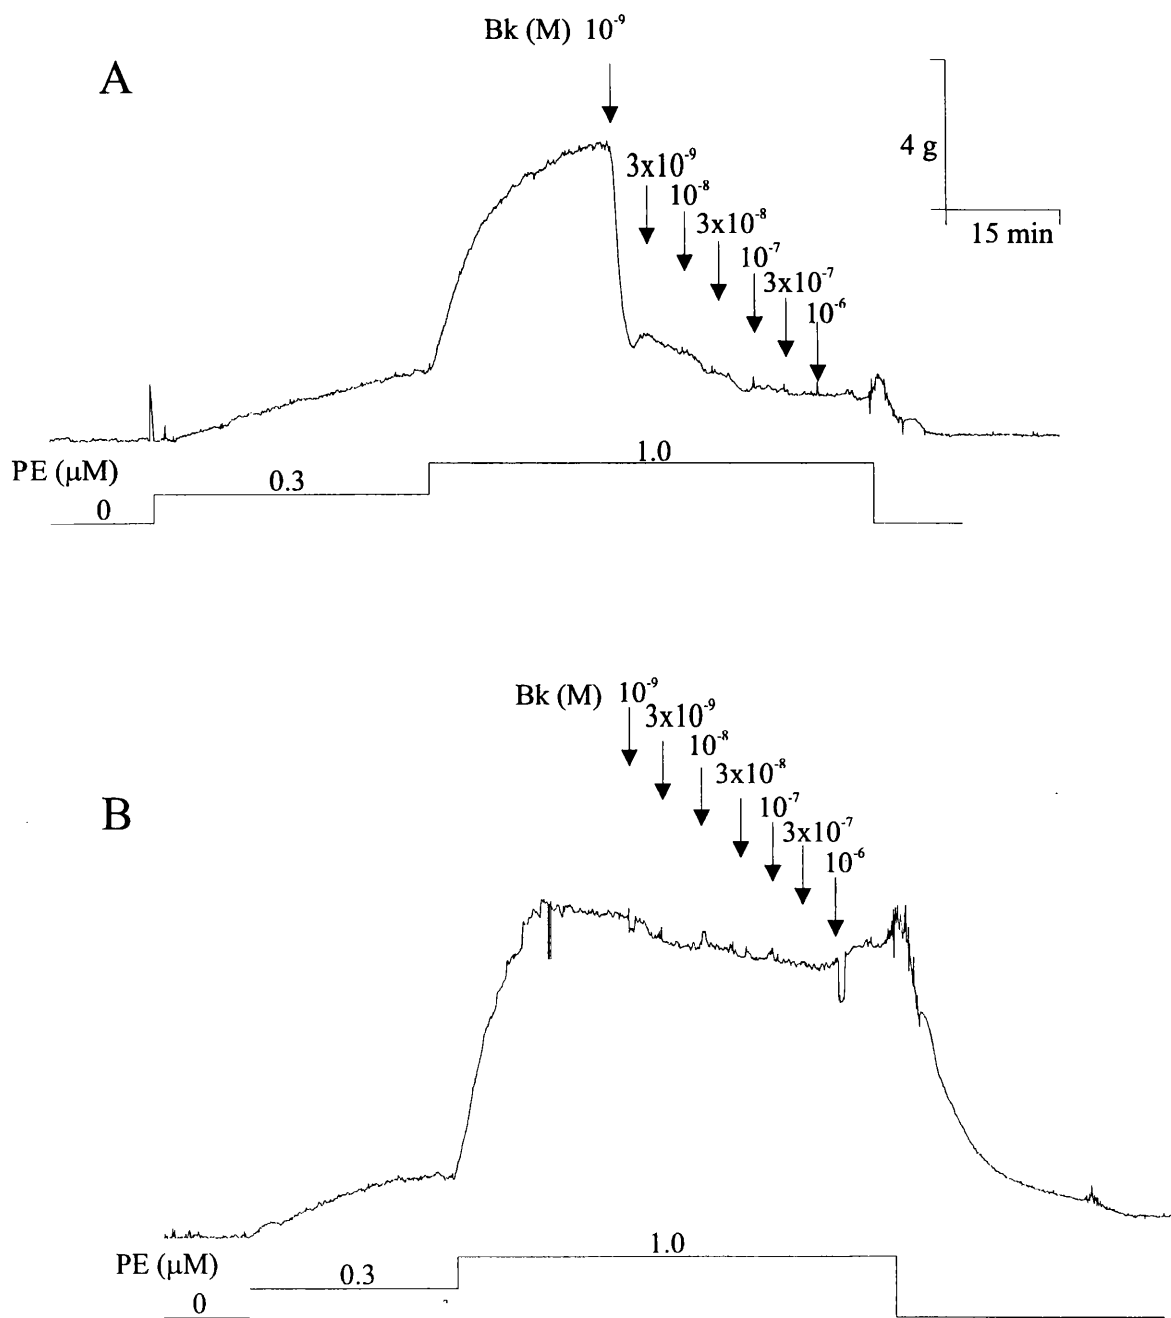 Bk (M) 10⁻⁹
A
4 g
3x10⁻⁹
10⁻⁸
3x10⁻⁸
15 min
10⁻⁷
3x10⁻⁷
10⁻⁶
1.0
PE (μM)
0.3
0
Bk (M) 10⁻⁹
3x10⁻⁹
10⁻⁸
3x10⁻⁸
B
10⁻⁷
3x10⁻⁷
10⁻⁶
1.0
PE (μM)
0.3
0